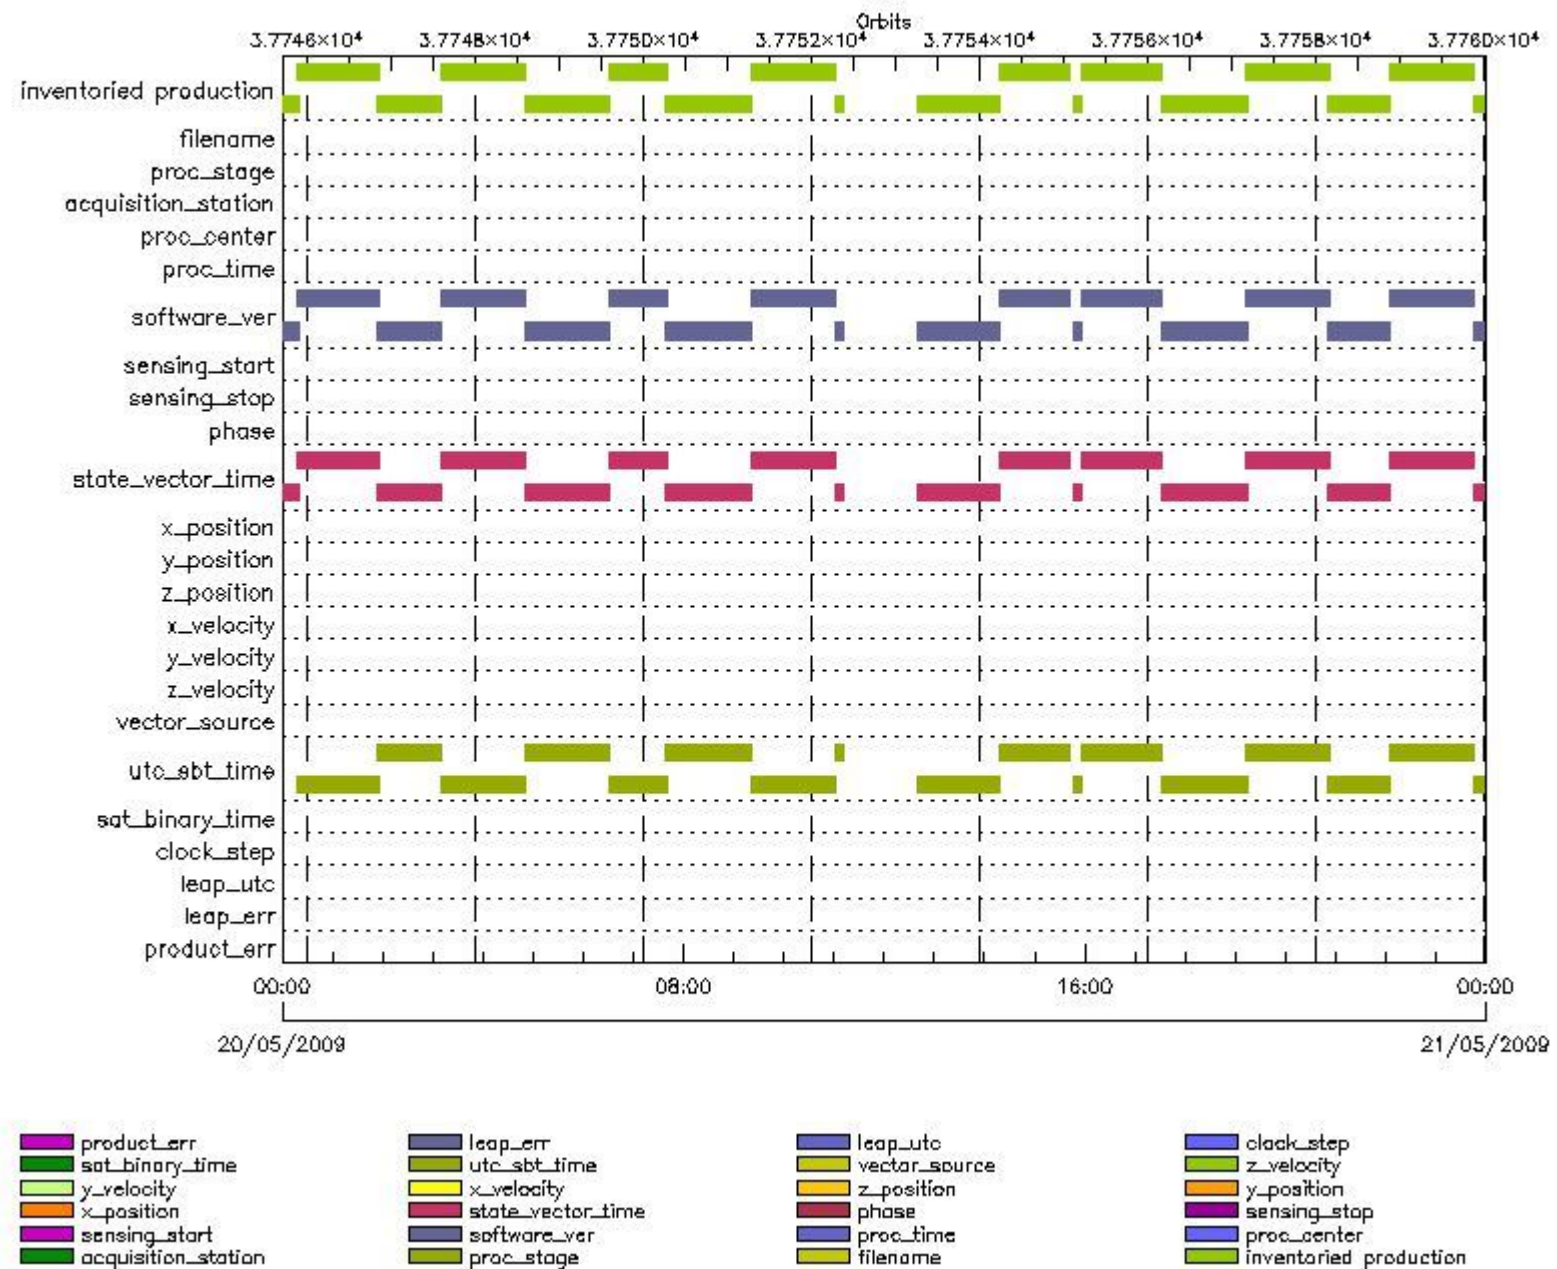 Orbits
3.7746×10⁴ 3.7748×10⁴ 3.7750×10⁴ 3.7752×10⁴ 3.7754×10⁴ 3.7756×10⁴ 3.7758×10⁴ 3.7760×10⁴
inventoried production
filename
proc_stage
acquisition_station
proc_center
proc_time
software_ver
sensing_start
sensing_stop
phase
state_vector_time
x_position
y_position
z_position
x_velocity
y_velocity
z_velocity
vector_source
utc_sbt_time
sat_binary_time
clock_step
leap_utc
leap_err
product_err
00:00 08:00 16:00 00:00
20/05/2009 21/05/2009
product_err leap_err leap_utc clock_step
sat_binary_time utc_sbt_time vector_source z_velocity
y_velocity x_velocity z_position y_position
x_position state_vector_time phase sensing_stop
sensing_start software_ver proc_time proc_center
acquisition_station proc_stage filename inventoried production